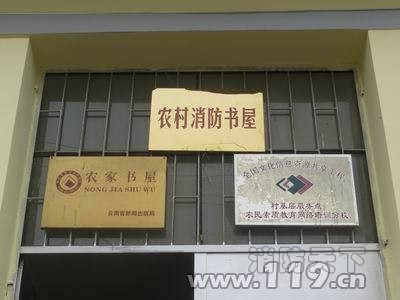 农村消防书屋
农家书屋
NONG JIA SHU WU
云南省新闻出版局
全国文化信息资源共享工程
村基层服务点
农民素质教育网络培训分校
消防天下
www.119.cn